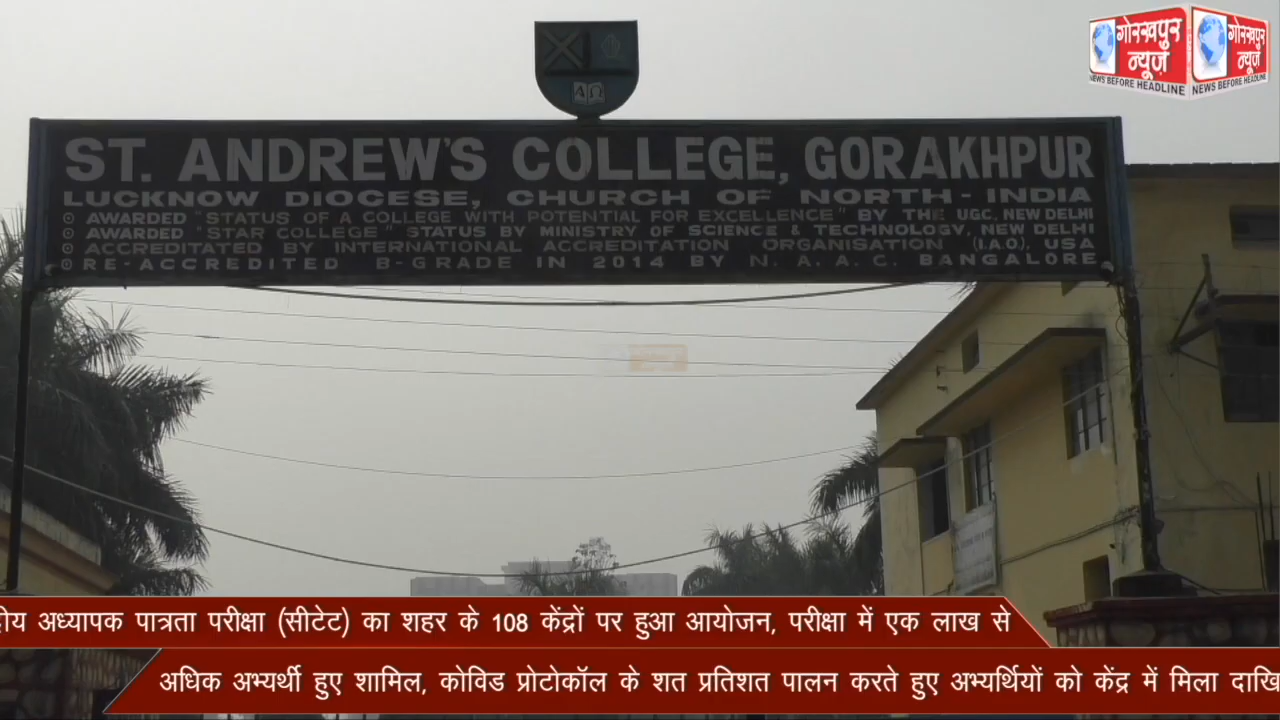 गोरखपुर न्यूज़
NEWS BEFORE HEADLINE
गोरखपुर न्यूज़
NEWS BEFORE HEADLINE
ΑΩ
ST. ANDREW'S COLLEGE, GORAKHPUR
LUCKNOW DIOCESE, CHURCH OF NORTH-INDIA
AWARDED "STATUS OF A COLLEGE WITH POTENTIAL FOR EXCELLENCE" BY THE UGC. NEW DELHI
AWARDED "STAR COLLEGE" STATUS BY MINISTRY OF SCIENCE & TECHNOLOGY, NEW DELHI
ACCREDITATED BY INTERNATIONAL ACCREDITATION ORGANISATION (I.A.O), USA
RE-ACCREDITED B-GRADE IN 2014 BY N. A. A. C. BANGALORE
अध्यापक पात्रता परीक्षा (सीटेट) का शहर के 108 केंद्रों पर हुआ आयोजन, परीक्षा में एक लाख से
अधिक अभ्यर्थी हुए शामिल, कोविड प्रोटोकॉल के शत प्रतिशत पालन करते हुए अभ्यर्थियों को केंद्र में मिला दाखि